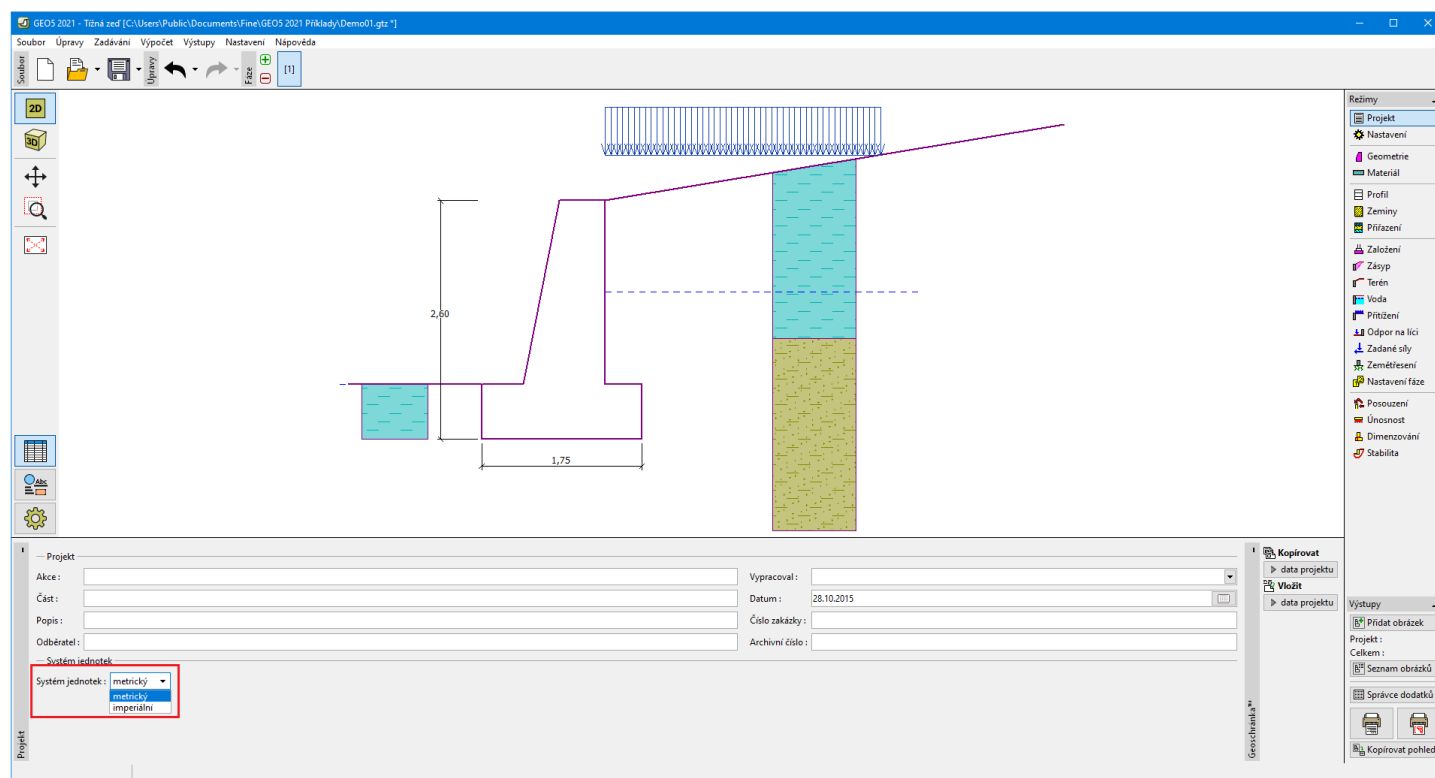 GEO5 2021 - Tížná zeď [C:\Users\Public\Documents\Fine\GEO5 2021 Příklady\Demo01.gtz *]
Soubor Úpravy Zadávání Výpočet Výstupy Nastavení Nápověda
Soubor
Úpravy
Fáze
[1]
2D
3D
Abc
2,60
1,75
Režimy
Projekt
Nastavení
Geometrie
Materiál
Profil
Zeminy
Přiřazení
Založení
Zásyp
Terén
Voda
Přitížení
Odpor na líci
Zadané síly
Zemětřesení
Nastavení fáze
Posouzení
Únosnost
Dimenzování
Stabilita
Projekt
Akce :
Část :
Popis :
Odběratel :
Vypracoval :
Datum : 28.10.2015
Číslo zakázky :
Archivní číslo :
Systém jednotek
Systém jednotek : metrický
metrický
imperiální
Projekt
Geoschránka™
Kopírovat
data projektu
Vložit
data projektu
Výstupy
Přidat obrázek
Projekt :
Celkem :
Seznam obrázků
Správce dodatků
Kopírovat pohled